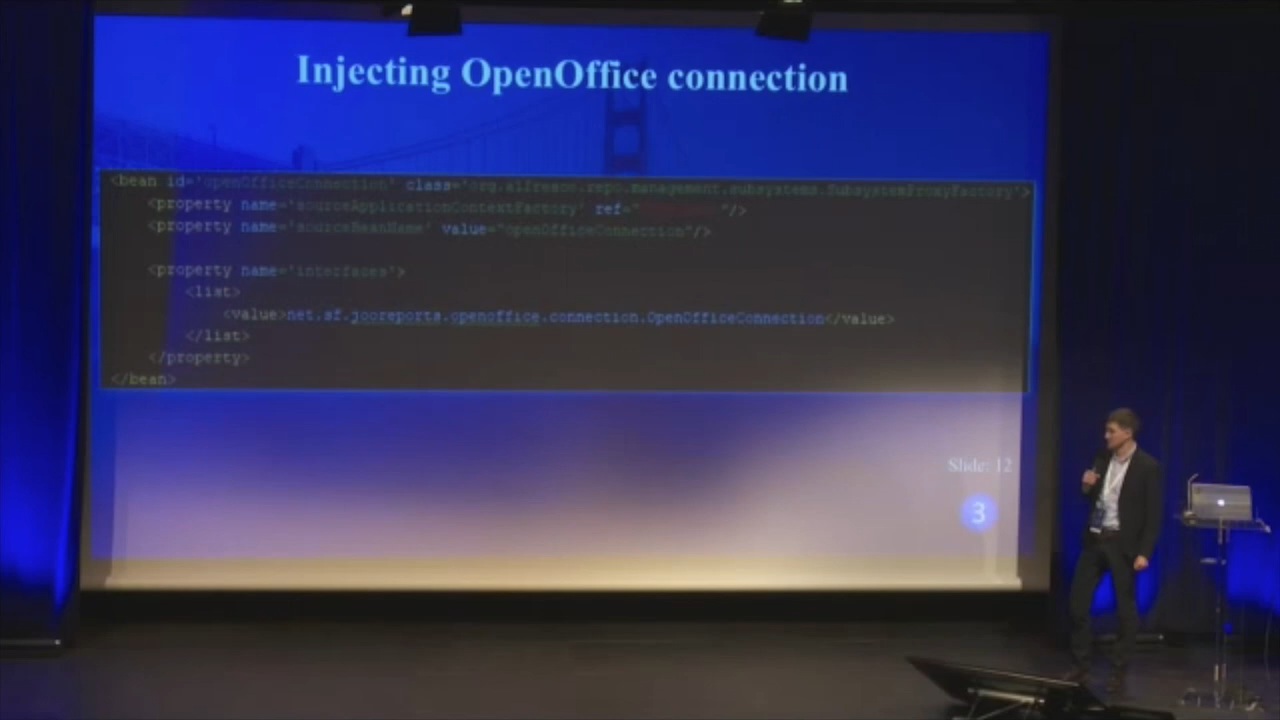 Injecting OpenOffice connection
<bean id='openOfficeConnection' class='org.alfresco.repo.management.subsystems.SubsystemProxyFactory'>
<property name='sourceApplicationContextFactory' ref=" "/>
<property name='sourceBeanName' value="openOfficeConnection"/>
<property name='interfaces'>
<list>
<value>net.sf.jooreports.openoffice.connection.OpenOfficeConnection</value>
</list>
</property>
</bean>
Slide: 12
3